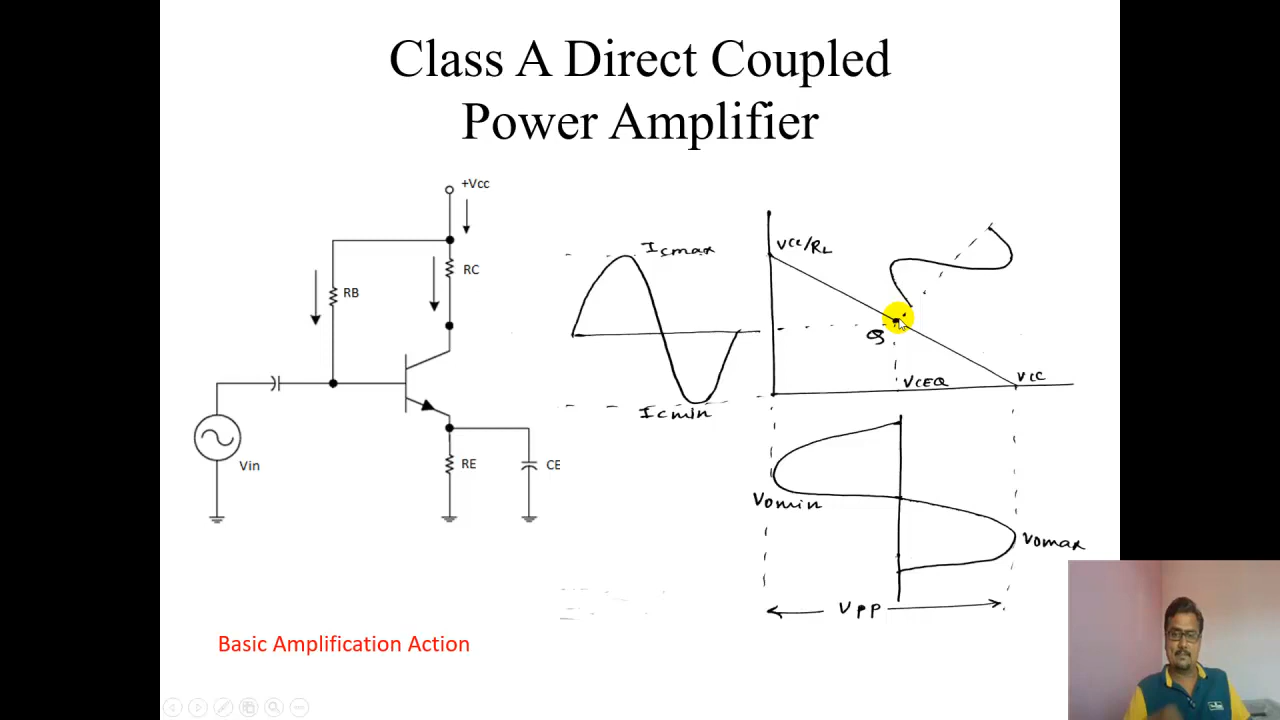 Class A Direct Coupled
Power Amplifier
+Vcc
RC
RB
Vin
RE
CE
Icmax
Icmin
VCC/RL
Q
VCEQ
VCC
Vomin
Vomax
VPP
Basic Amplification Action